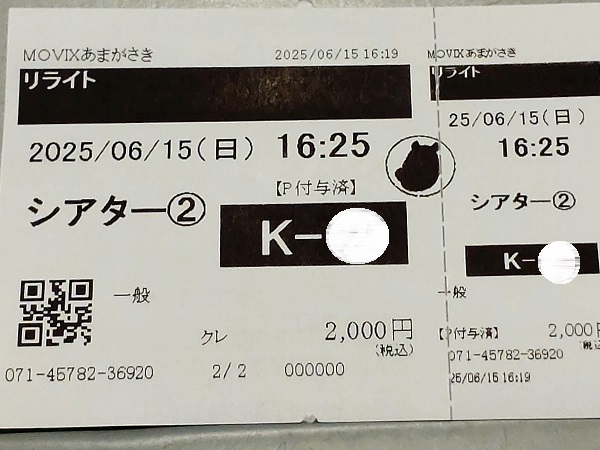 MOVIXあまがさき 2025/06/15 16:19
リライト
2025/06/15(日) 16:25
【P付与済】
シアター②
K-
一般
クレ 2,000円
(税込)
071-45782-36920 2/2 000000
MOVIXあまがさき
リライト
25/06/15(日)
16:25
シアター②
K-
一般
【P付与済】 2,000円
071-45782-36920
25/06/15 16:19